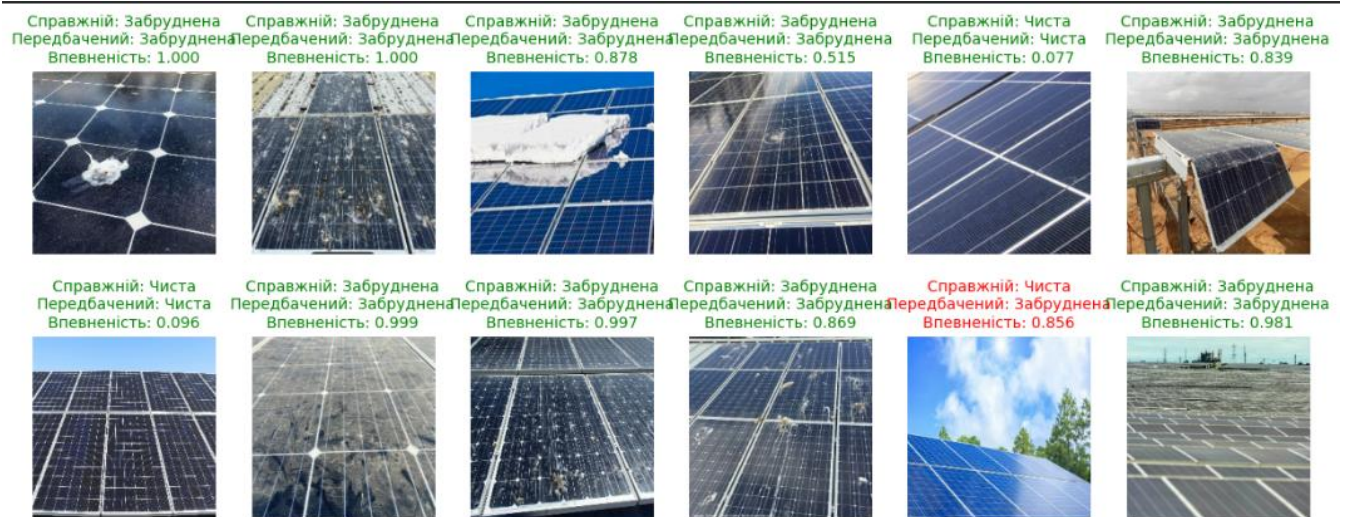 Справжній: Забруднена
Передбачений: Забруднена
Впевненість: 1.000
Справжній: Забруднена
Передбачений: Забруднена
Впевненість: 1.000
Справжній: Забруднена
Передбачений: Забруднена
Впевненість: 0.878
Справжній: Забруднена
Передбачений: Забруднена
Впевненість: 0.515
Справжній: Чиста
Передбачений: Чиста
Впевненість: 0.077
Справжній: Забруднена
Передбачений: Забруднена
Впевненість: 0.839
Справжній: Чиста
Передбачений: Чиста
Впевненість: 0.096
Справжній: Забруднена
Передбачений: Забруднена
Впевненість: 0.999
Справжній: Забруднена
Передбачений: Забруднена
Впевненість: 0.997
Справжній: Забруднена
Передбачений: Забруднена
Впевненість: 0.869
Справжній: Чиста
Передбачений: Забруднена
Впевненість: 0.856
Справжній: Забруднена
Передбачений: Забруднена
Впевненість: 0.981